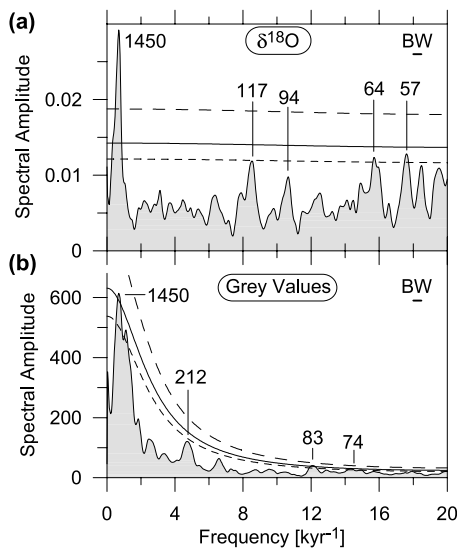 (a)
δ¹⁸O
BW
1450
117
94
64
57
Spectral Amplitude
0.02
0.01
0
(b)
Grey Values
BW
1450
212
83
74
Spectral Amplitude
600
400
200
0
0 4 8 12 16 20
Frequency [kyr⁻¹]